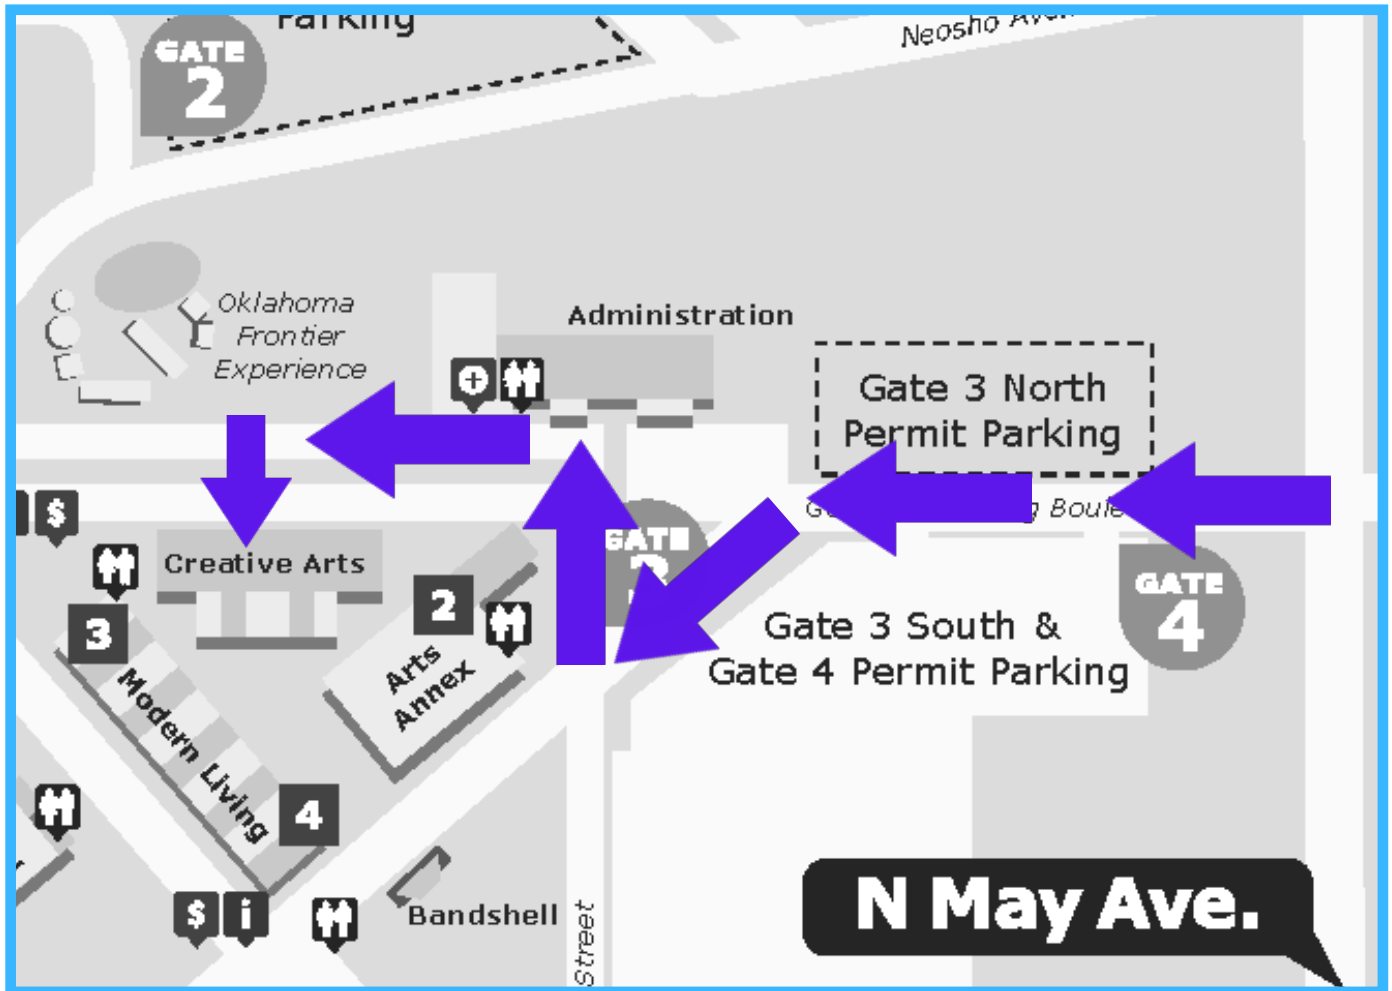 Parking
GATE
2
Neosho
Oklahoma
Frontier
Experience
Administration
Gate 3 North
Permit Parking
$
GATE
Creative Arts
2
3
Arts
Annex
Modern Living
4
Gate 3 South &
Gate 4 Permit Parking
GATE
4
$ i
Bandshell
Street
N May Ave.